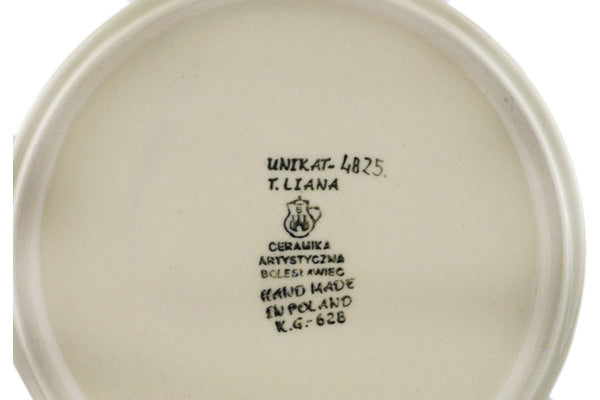 UNIKAT-4825.
T. LIANA
B
CERAMIKA
ARTYSTYCZNA
BOLESŁAWIEC
HAND MADE
IN POLAND
K.G.-628